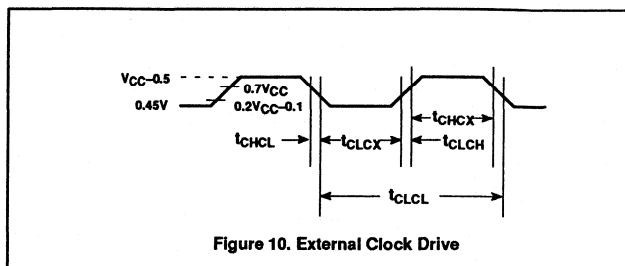 VCC–0.5
0.7VCC
0.45V
0.2VCC–0.1
tCHCX
tCHCL
tCLCX
tCLCH
tCLCL
Figure 10. External Clock Drive